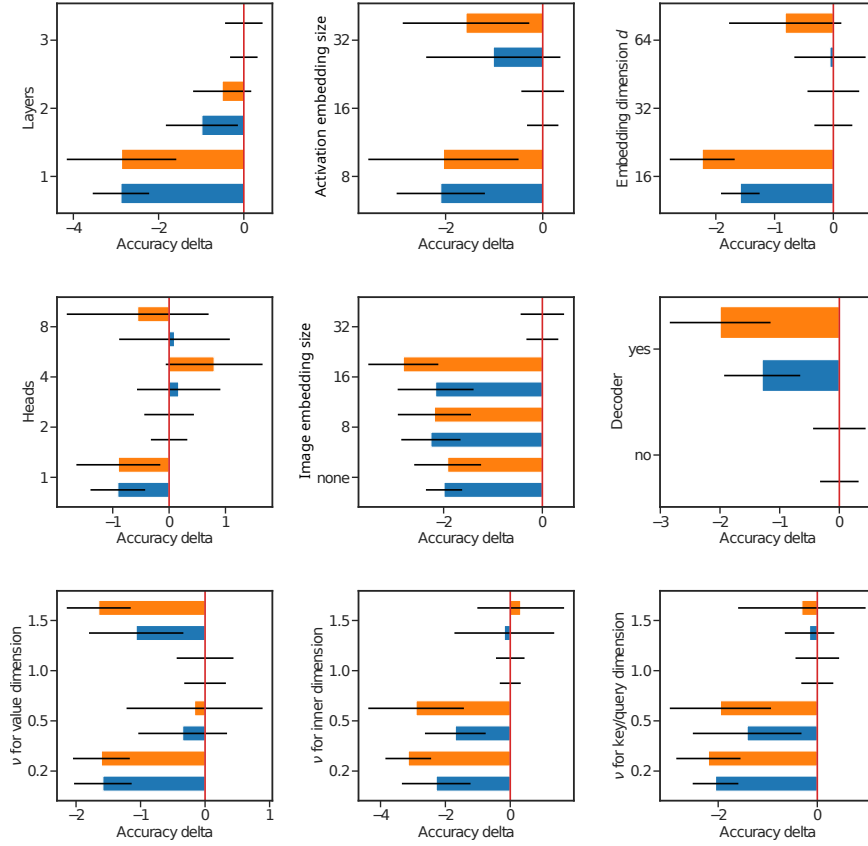 3
2
1
Layers
−4
−2
0
Accuracy delta
32
16
8
Activation embedding size
−2
0
Accuracy delta
64
32
16
Embedding dimension d
−2
−1
0
Accuracy delta
8
4
2
1
Heads
−1
0
1
Accuracy delta
32
16
8
none
Image embedding size
−2
0
Accuracy delta
yes
no
Decoder
−3
−2
−1
0
Accuracy delta
1.5
1.0
0.5
0.2
ν for value dimension
−2
−1
0
1
Accuracy delta
1.5
1.0
0.5
0.2
ν for inner dimension
−4
−2
0
Accuracy delta
1.5
1.0
0.5
0.2
ν for key/query dimension
−2
0
Accuracy delta